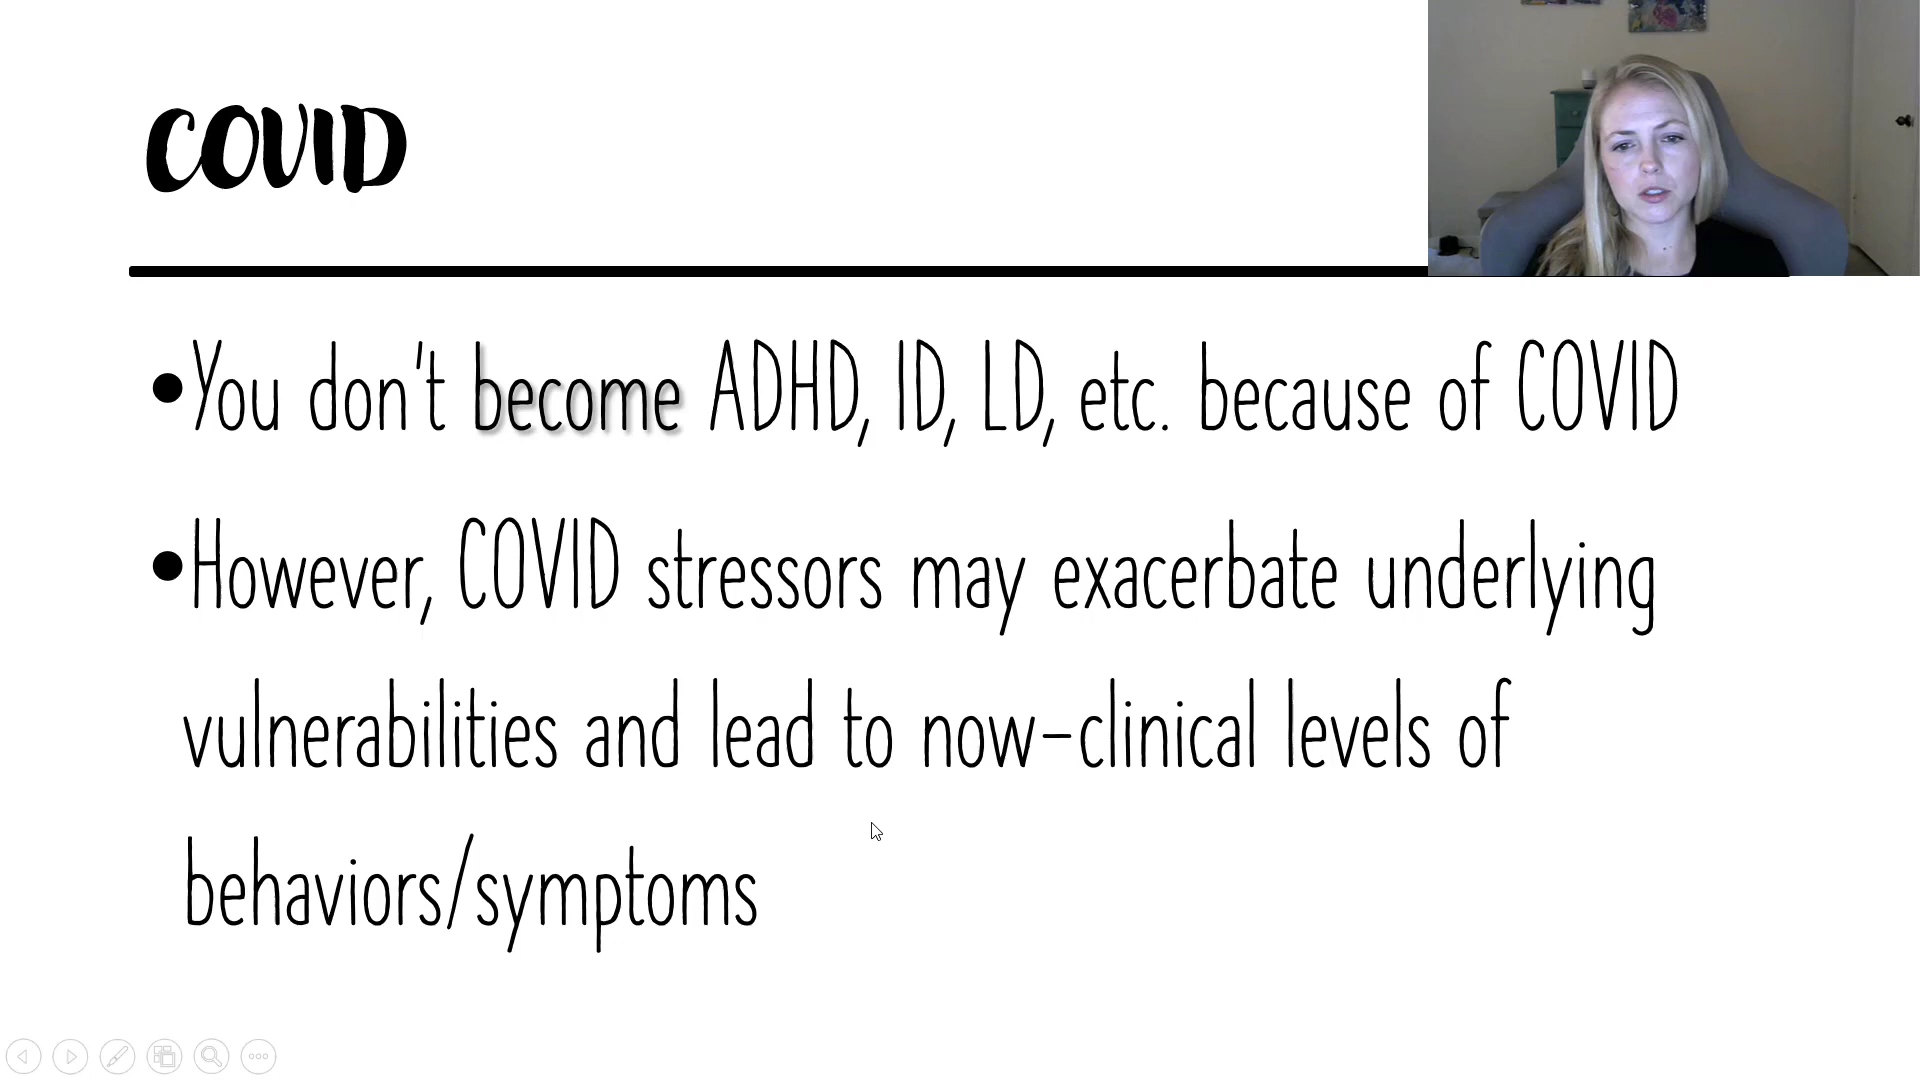 COVID
•You don't become ADHD, ID, LD, etc. because of COVID
•However, COVID stressors may exacerbate underlying
vulnerabilities and lead to now-clinical levels of
behaviors/symptoms